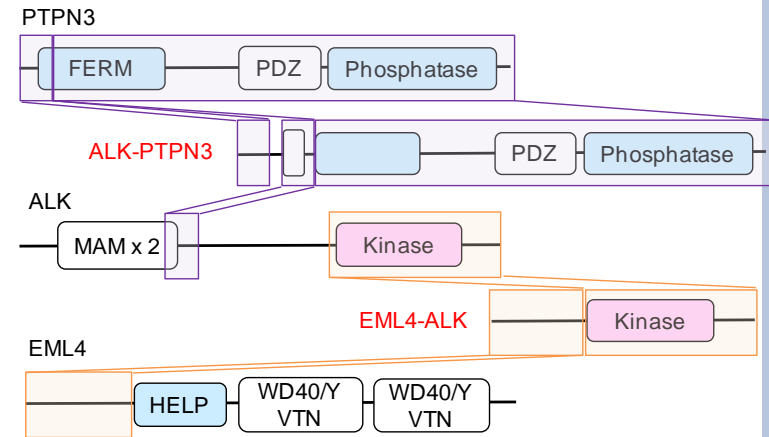 PTPN3
FERM
PDZ
Phosphatase
ALK-PTPN3
PDZ
Phosphatase
ALK
MAM x 2
Kinase
EML4-ALK
Kinase
EML4
HELP
WD40/Y
VTN
WD40/Y
VTN